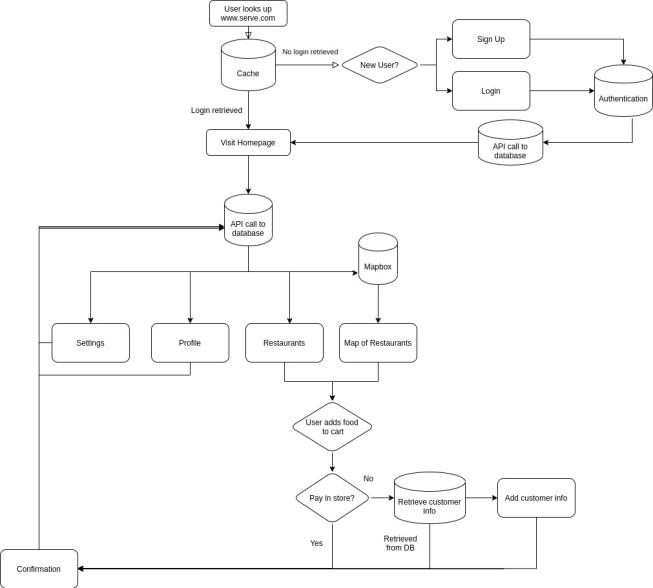 User looks up
www.serve.com
Cache
No login retrieved
New User?
Sign Up
Login
Authentication
Login retrieved
Visit Homepage
API call to
database
API call to
database
Mapbox
Settings
Profile
Restaurants
Map of Restaurants
User adds food
to cart
Pay in store?
No
Retrieve customer
info
Add customer info
Yes
Retrieved
from DB
Confirmation